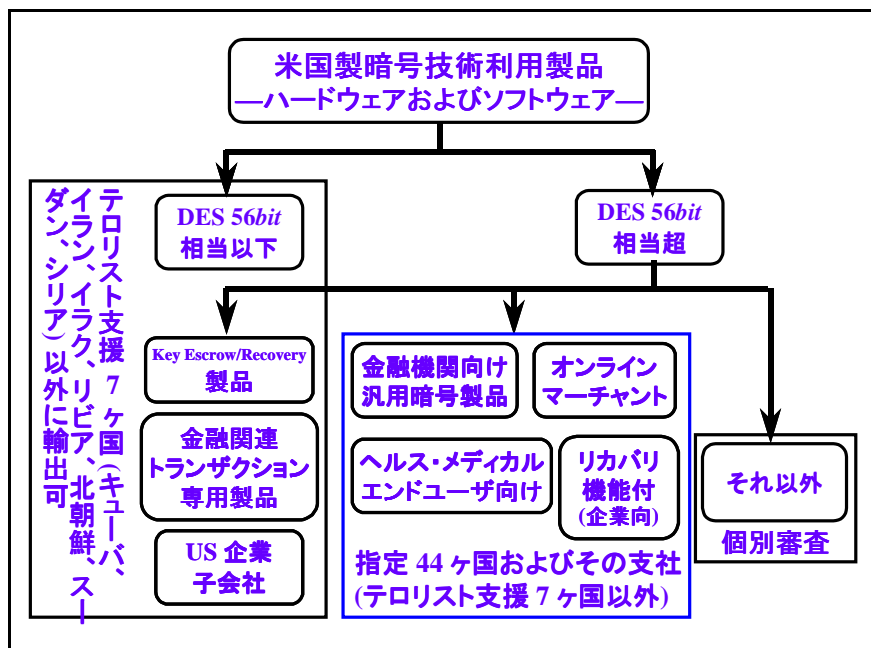 米国製暗号技術利用製品
―ハードウェアおよびソフトウェア―
テロリスト支援7ヶ国(キューバ、
イラン、イラク、リビア、北朝鮮、スー
ダン、シリア)以外に輸出可
DES 56bit
相当以下
DES 56bit
相当超
Key Escrow/Recovery
製品
金融関連
トランザクション
専用製品
US 企業
子会社
金融機関向け
汎用暗号製品
オンライン
マーチャント
ヘルス・メディカル
エンドユーザ向け
リカバリ
機能付
(企業向)
指定 44 ヶ国およびその支社
(テロリスト支援 7 ヶ国以外)
それ以外
個別審査